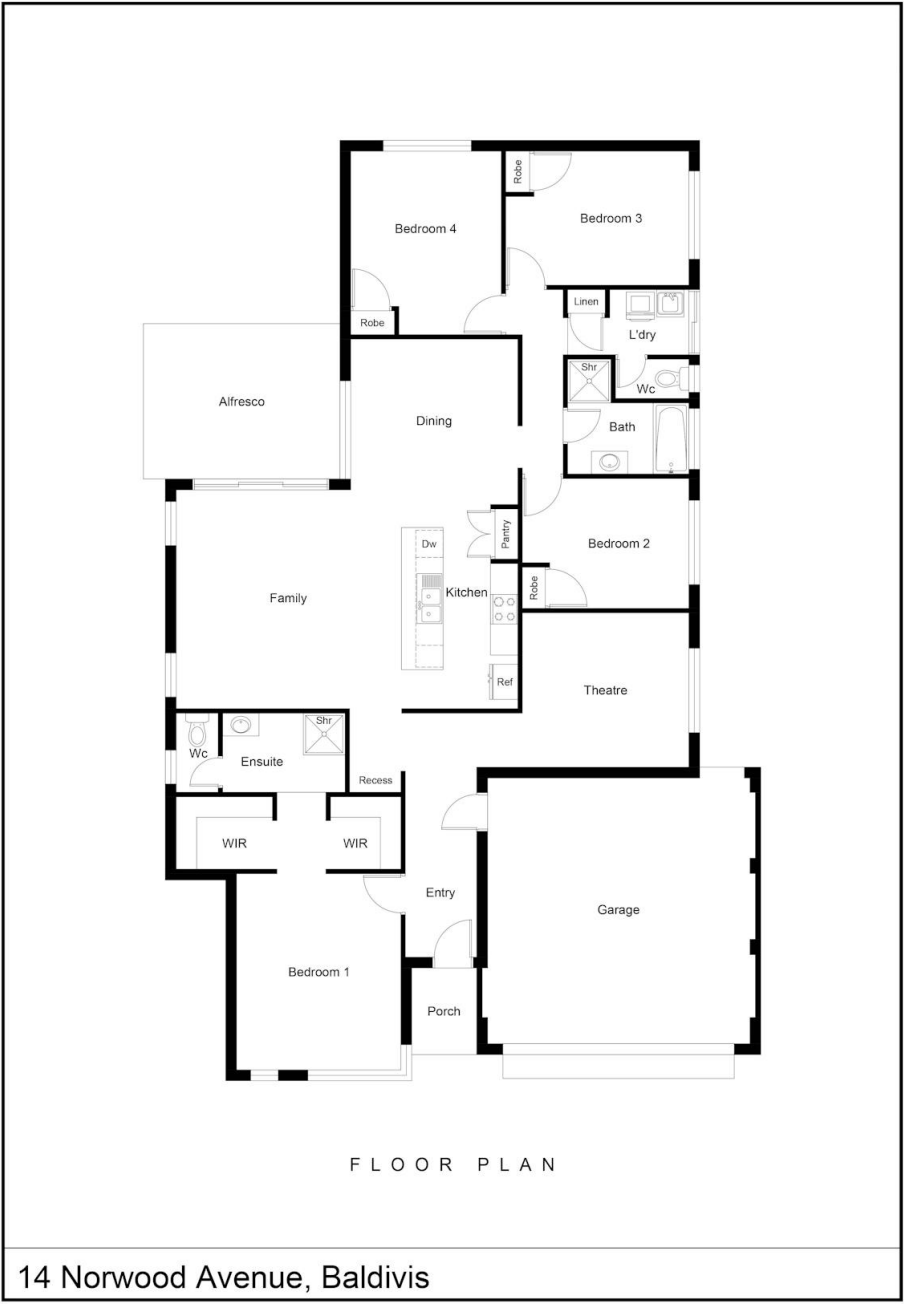 Robe
Bedroom 3
Bedroom 4
Linen
Robe
L'dry
Shr
Wc
Alfresco
Dining
Bath
Pantry
Dw
Bedroom 2
Kitchen
Robe
Family
Ref
Theatre
Shr
Wc
Ensuite
Recess
WIR
WIR
Entry
Garage
Bedroom 1
Porch
FLOOR PLAN
14 Norwood Avenue, Baldivis